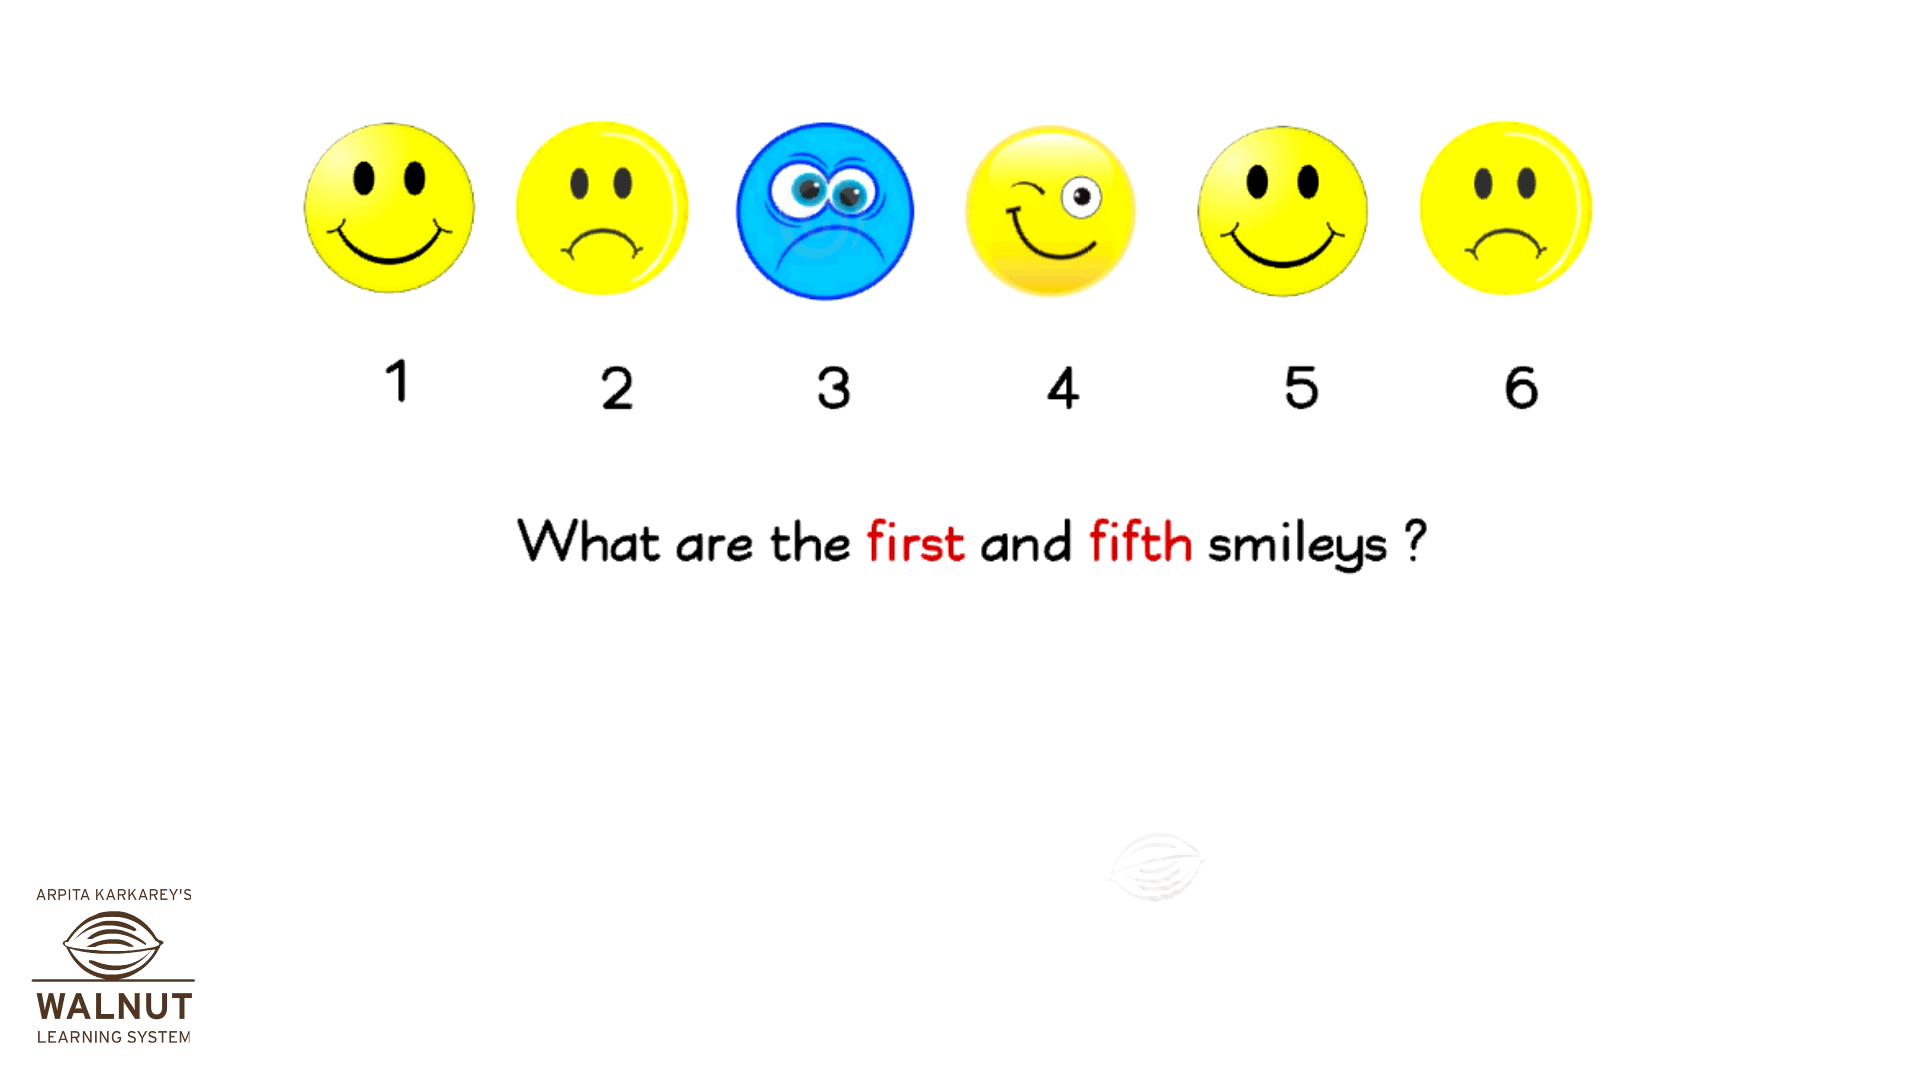 1 2 3 4 5 6
What are the first and fifth smileys ?
ARPITA KARKAREY'S
WALNUT
LEARNING SYSTEM